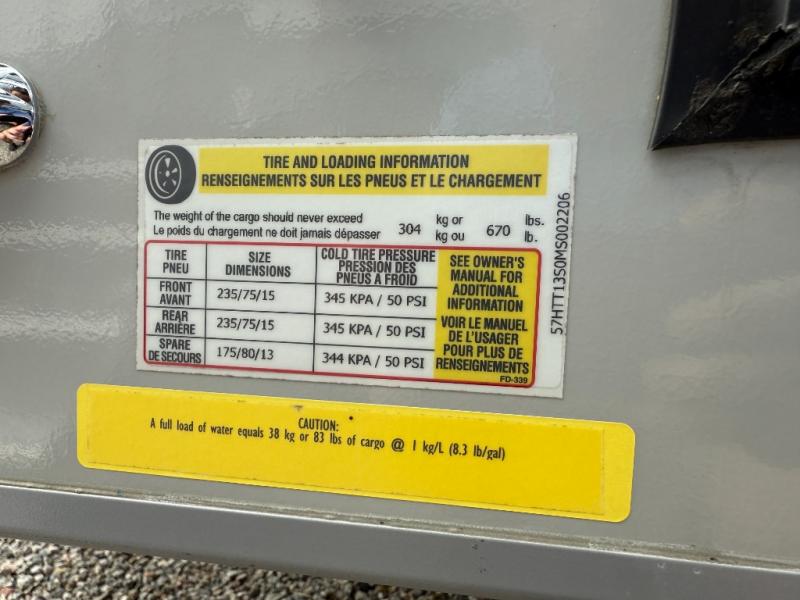 TIRE AND LOADING INFORMATION
RENSEIGNEMENTS SUR LES PNEUS ET LE CHARGEMENT
The weight of the cargo should never exceed 304 kg or 670 lbs.
Le poids du chargement ne doit jamais dépasser kg ou lb.
TIRE PNEU
SIZE DIMENSIONS
COLD TIRE PRESSURE
PRESSION DES
PNEUS A FROID
FRONT AVANT 235/75/15 345 KPA / 50 PSI
REAR ARRIÈRE 235/75/15 345 KPA / 50 PSI
SPARE DE SECOURS 175/80/13 344 KPA / 50 PSI
SEE OWNER'S
MANUAL FOR
ADDITIONAL
INFORMATION
VOIR LE MANUEL
DE L'USAGER
POUR PLUS DE
RENSEIGNEMENTS
FD-339
57HTT13S0MS002206
CAUTION:
A full load of water equals 38 kg or 83 lbs of cargo @ 1 kg/L (8.3 lb/gal)